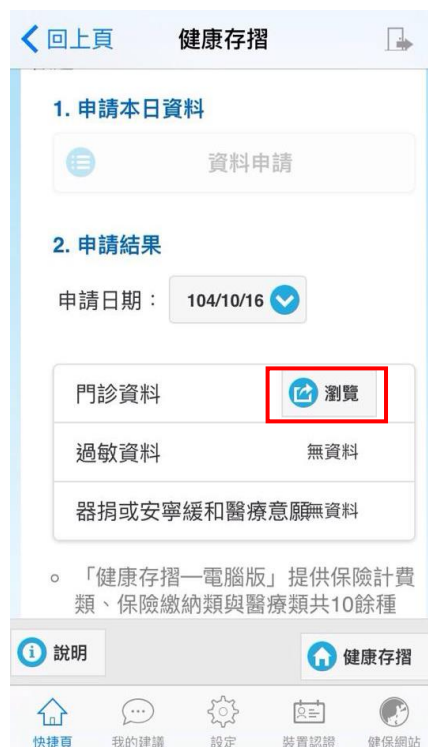 回上頁 健康存摺
1. 申請本日資料
資料申請
2. 申請結果
申請日期： 104/10/16
門診資料 瀏覽
過敏資料 無資料
器捐或安寧緩和醫療意願無資料
。「健康存摺—電腦版」提供保險計費
類、保險繳納類與醫療類共10餘種
說明 健康存摺
快捷頁 我的建議 設定 裝置認證 健保網站